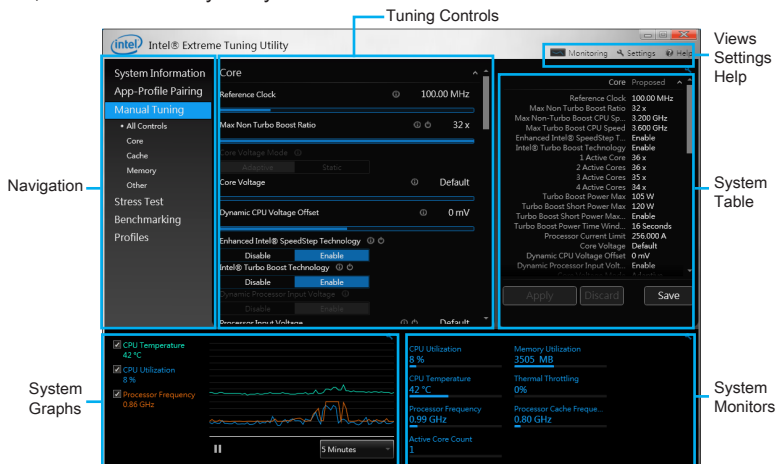 Tuning Controls
intel Intel® Extreme Tuning Utility
Monitoring Settings Help
Views
Settings
Help
Navigation
System Information
App-Profile Pairing
Manual Tuning
• All Controls
Core
Cache
Memory
Other
Stress Test
Benchmarking
Profiles
Core
Reference Clock 100.00 MHz
Max Non Turbo Boost Ratio 32 x
Core Voltage Mode
Adaptive Static
Core Voltage Default
Dynamic CPU Voltage Offset 0 mV
Enhanced Intel® SpeedStep Technology
Disable Enable
Intel® Turbo Boost Technology
Disable Enable
Dynamic Processor Input Voltage
Disable Enable
Processor Input Voltage Default
Core Proposed
Reference Clock 100.00 MHz
Max Non Turbo Boost Ratio 32 x
Max Non-Turbo Boost CPU Sp... 3.200 GHz
Max Turbo Boost CPU Speed 3.600 GHz
Enhanced Intel® SpeedStep T... Enable
Intel® Turbo Boost Technology Enable
1 Active Core 36 x
2 Active Cores 36 x
3 Active Cores 35 x
4 Active Cores 34 x
Turbo Boost Power Max 105 W
Turbo Boost Short Power Max 120 W
Turbo Boost Short Power Max... Enable
Turbo Boost Power Time Wind... 16 Seconds
Processor Current Limit 256.000 A
Core Voltage Default
Dynamic CPU Voltage Offset 0 mV
Dynamic Processor Input Volt... Enable
Core Voltage Mode Adaptive
Apply Discard Save
System
Table
System
Graphs
CPU Temperature
42 °C
CPU Utilization
8 %
Processor Frequency
0.86 GHz
5 Minutes
CPU Utilization
8 %
Memory Utilization
3505 MB
CPU Temperature
42 °C
Thermal Throttling
0%
Processor Frequency
0.99 GHz
Processor Cache Freque...
0.80 GHz
Active Core Count
1
System
Monitors